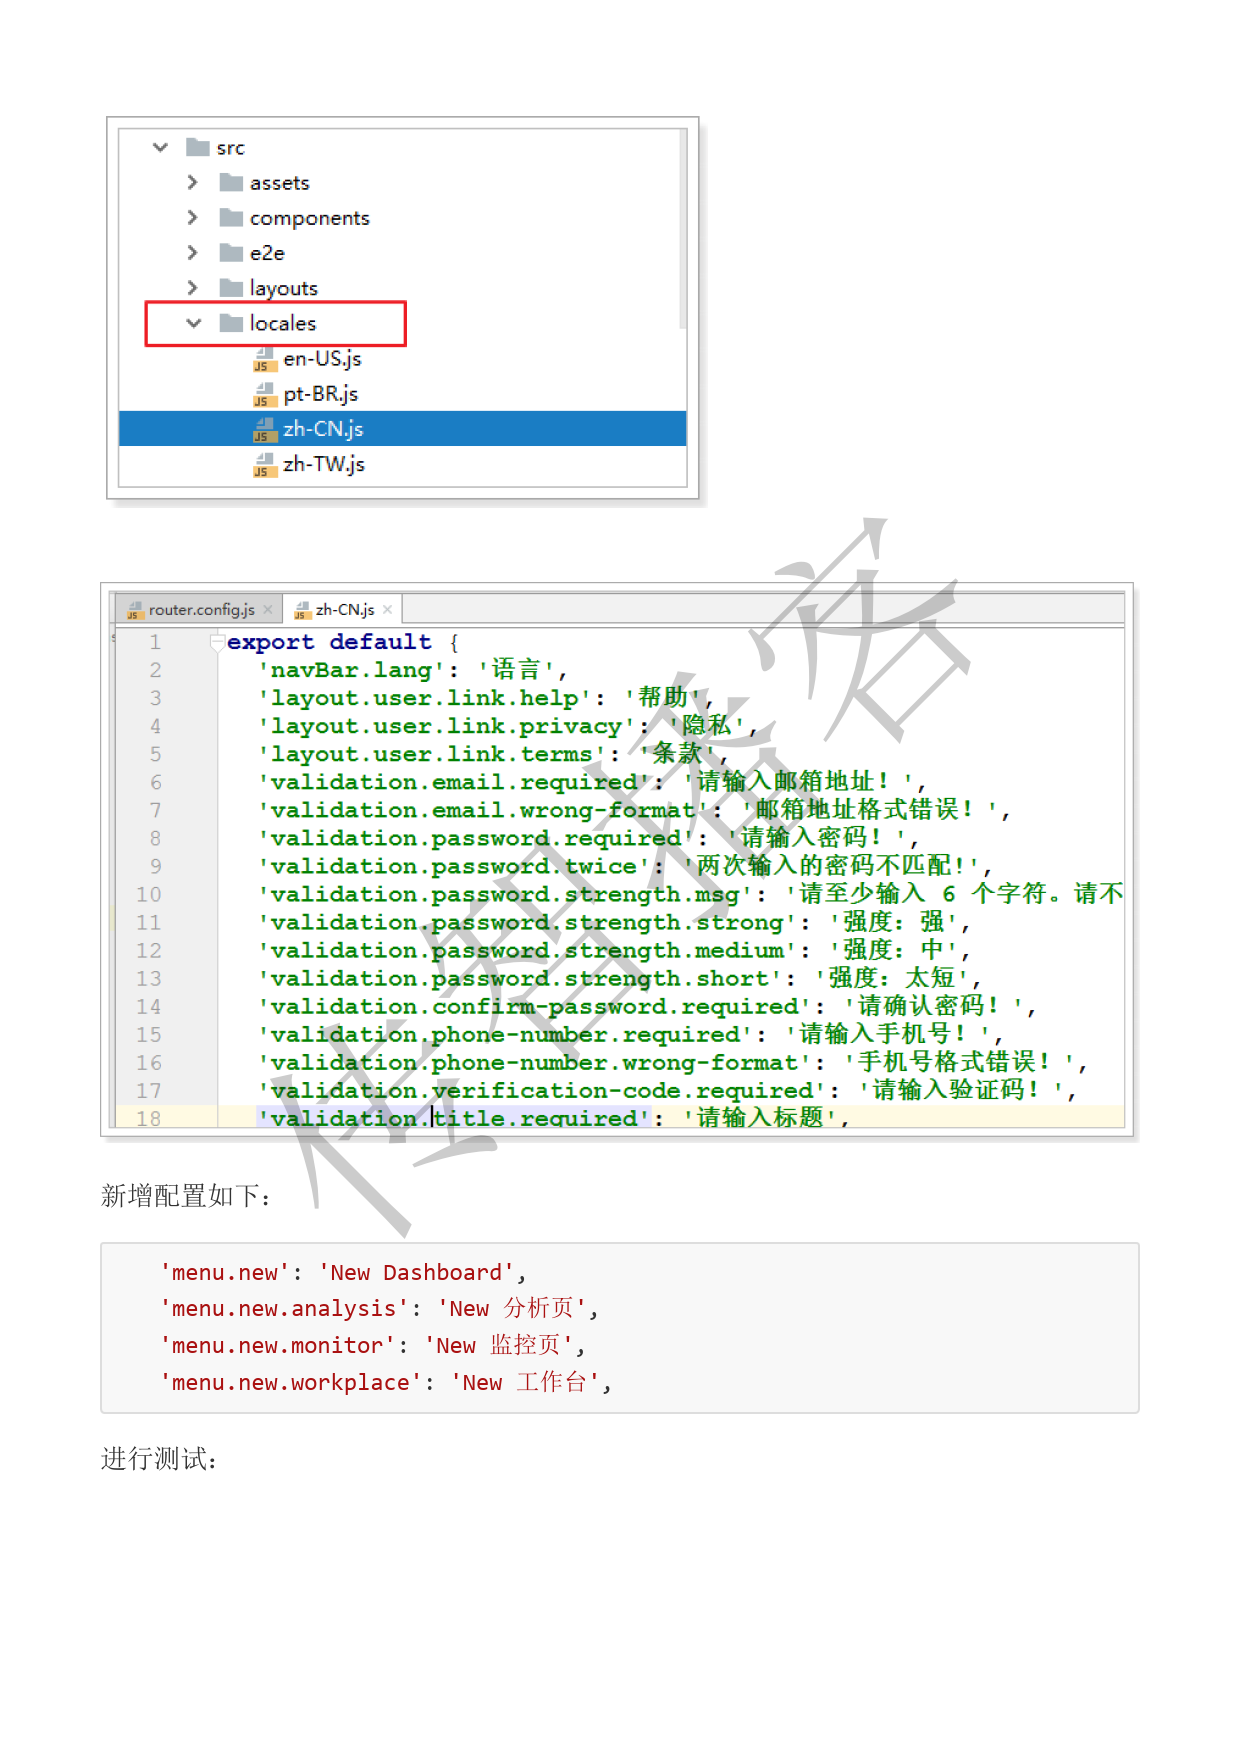 src
assets
components
e2e
layouts
locales
en-US.js
pt-BR.js
zh-CN.js
zh-TW.js
router.config.js
zh-CN.js
1 export default {
2 'navBar.lang': '语言',
3 'layout.user.link.help': '帮助',
4 'layout.user.link.privacy': '隐私',
5 'layout.user.link.terms': '条款',
6 'validation.email.required': '请输入邮箱地址！',
7 'validation.email.wrong-format': '邮箱地址格式错误！',
8 'validation.password.required': '请输入密码！',
9 'validation.password.twice': '两次输入的密码不匹配!',
10 'validation.password.strength.msg': '请至少输入 6 个字符。请不
11 'validation.password.strength.strong': '强度：强',
12 'validation.password.strength.medium': '强度：中',
13 'validation.password.strength.short': '强度：太短',
14 'validation.confirm-password.required': '请确认密码！',
15 'validation.phone-number.required': '请输入手机号！',
16 'validation.phone-number.wrong-format': '手机号格式错误！',
17 'validation.verification-code.required': '请输入验证码！',
18 'validation.title.required': '请输入标题',
传智播客
新增配置如下：
'menu.new': 'New Dashboard',
'menu.new.analysis': 'New 分析页',
'menu.new.monitor': 'New 监控页',
'menu.new.workplace': 'New 工作台',
进行测试：